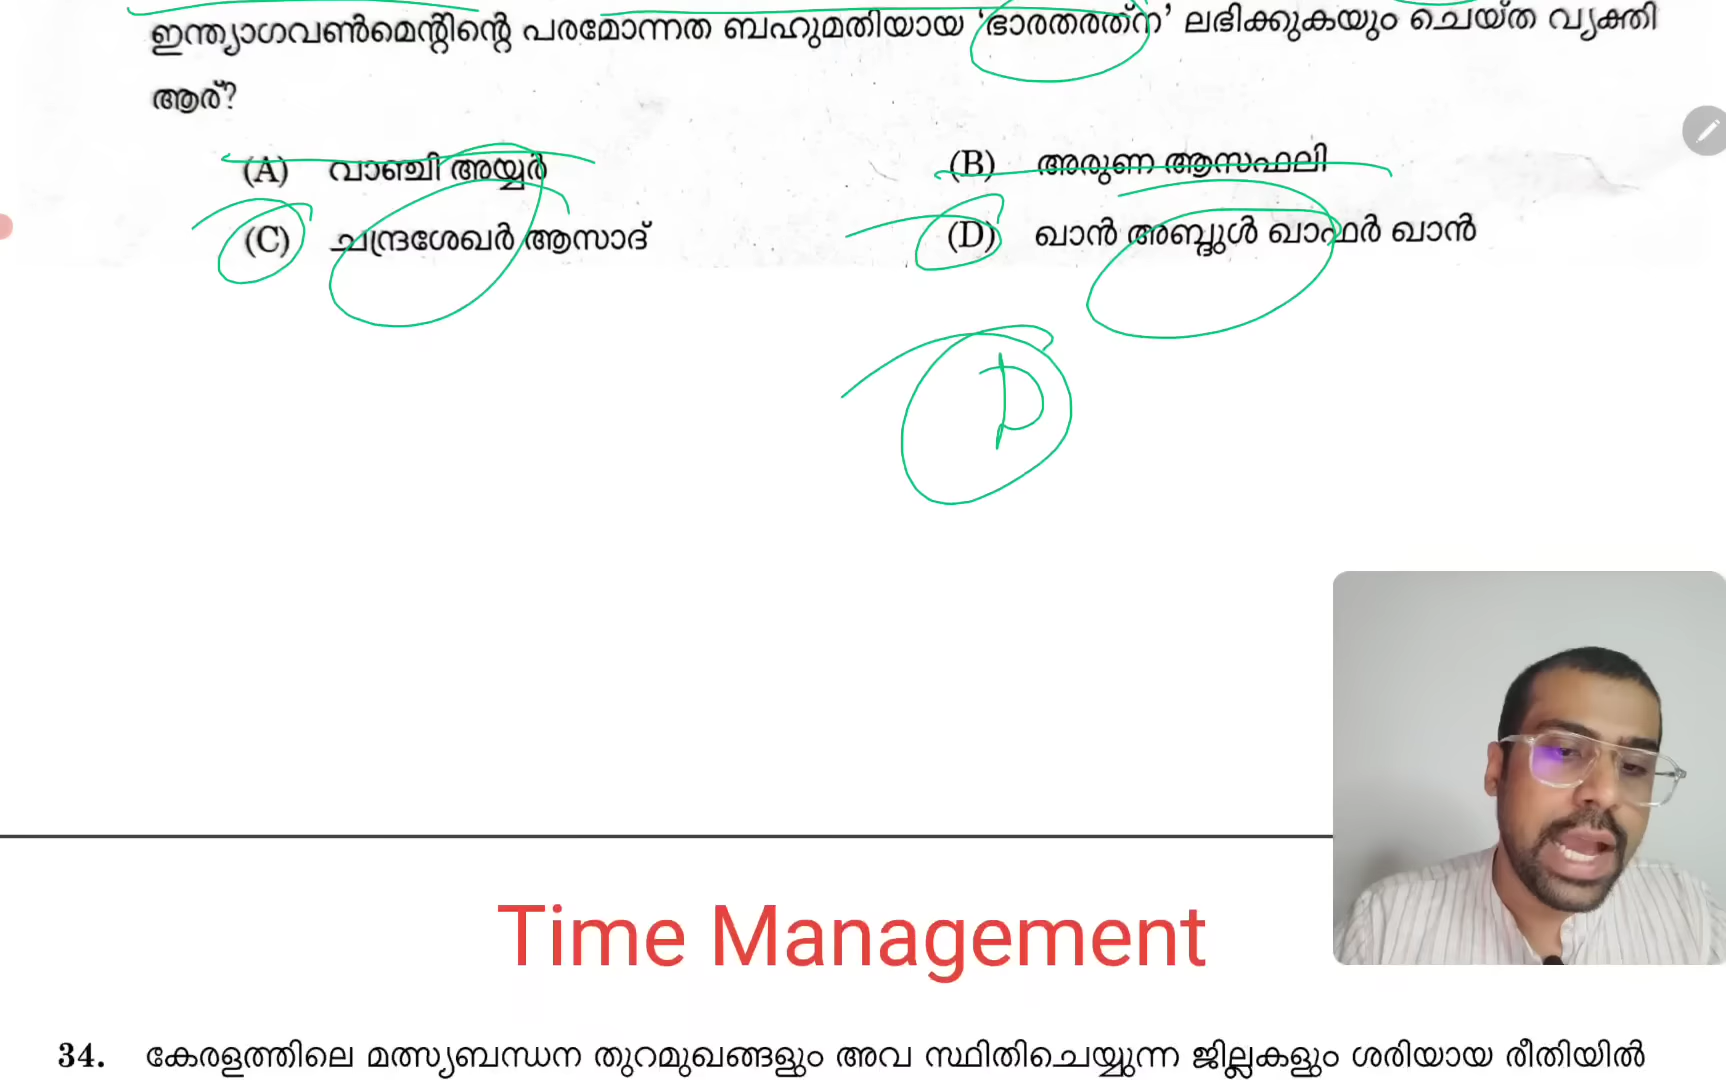 ഇന്ത്യാഗവൺമെന്റിന്റെ പരമോന്നത ബഹുമതിയായ ‘ഭാരതരത്ന’ ലഭിക്കുകയും ചെയ്ത വ്യക്തി
ആര്?
(A) വാഞ്ചി അയ്യർ (B) അരുണ ആസഫലി
(C) ചന്ദ്രശേഖർ ആസാദ് (D) ഖാൻ അബ്ദുൾ ഖാഫർ ഖാൻ
D
Time Management
34. കേരളത്തിലെ മത്സ്യബന്ധന തുറമുഖങ്ങളും അവ സ്ഥിതിചെയ്യുന്ന ജില്ലകളും ശരിയായ രീതിയിൽ